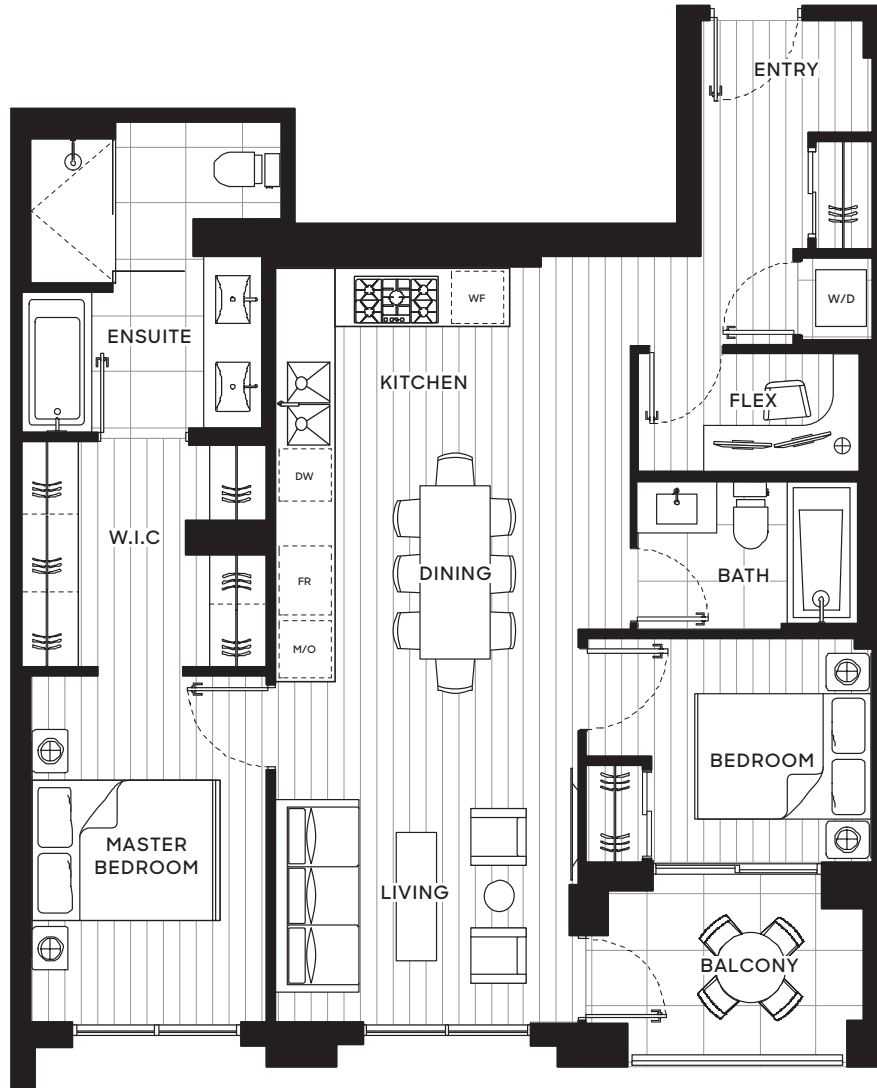 ENTRY
W/D
WF
ENSUITE
KITCHEN
FLEX
DW
W.I.C
DINING
BATH
FR
M/O
BEDROOM
MASTER
BEDROOM
LIVING
BALCONY